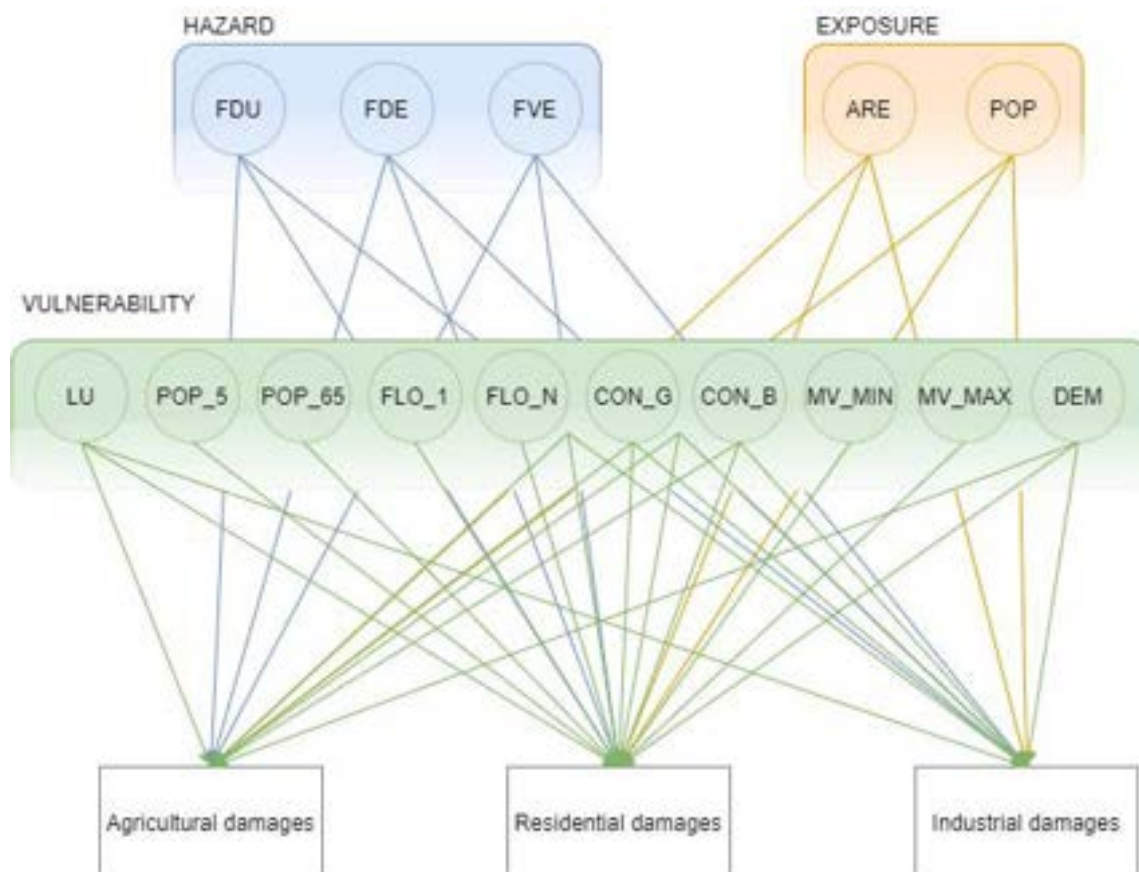 HAZARD EXPOSURE
FDU FDE FVE ARE POP
VULNERABILITY
LU POP_5 POP_65 FLO_1 FLO_N CON_G CON_B MV_MIN MV_MAX DEM
Agricultural damages Residential damages Industrial damages